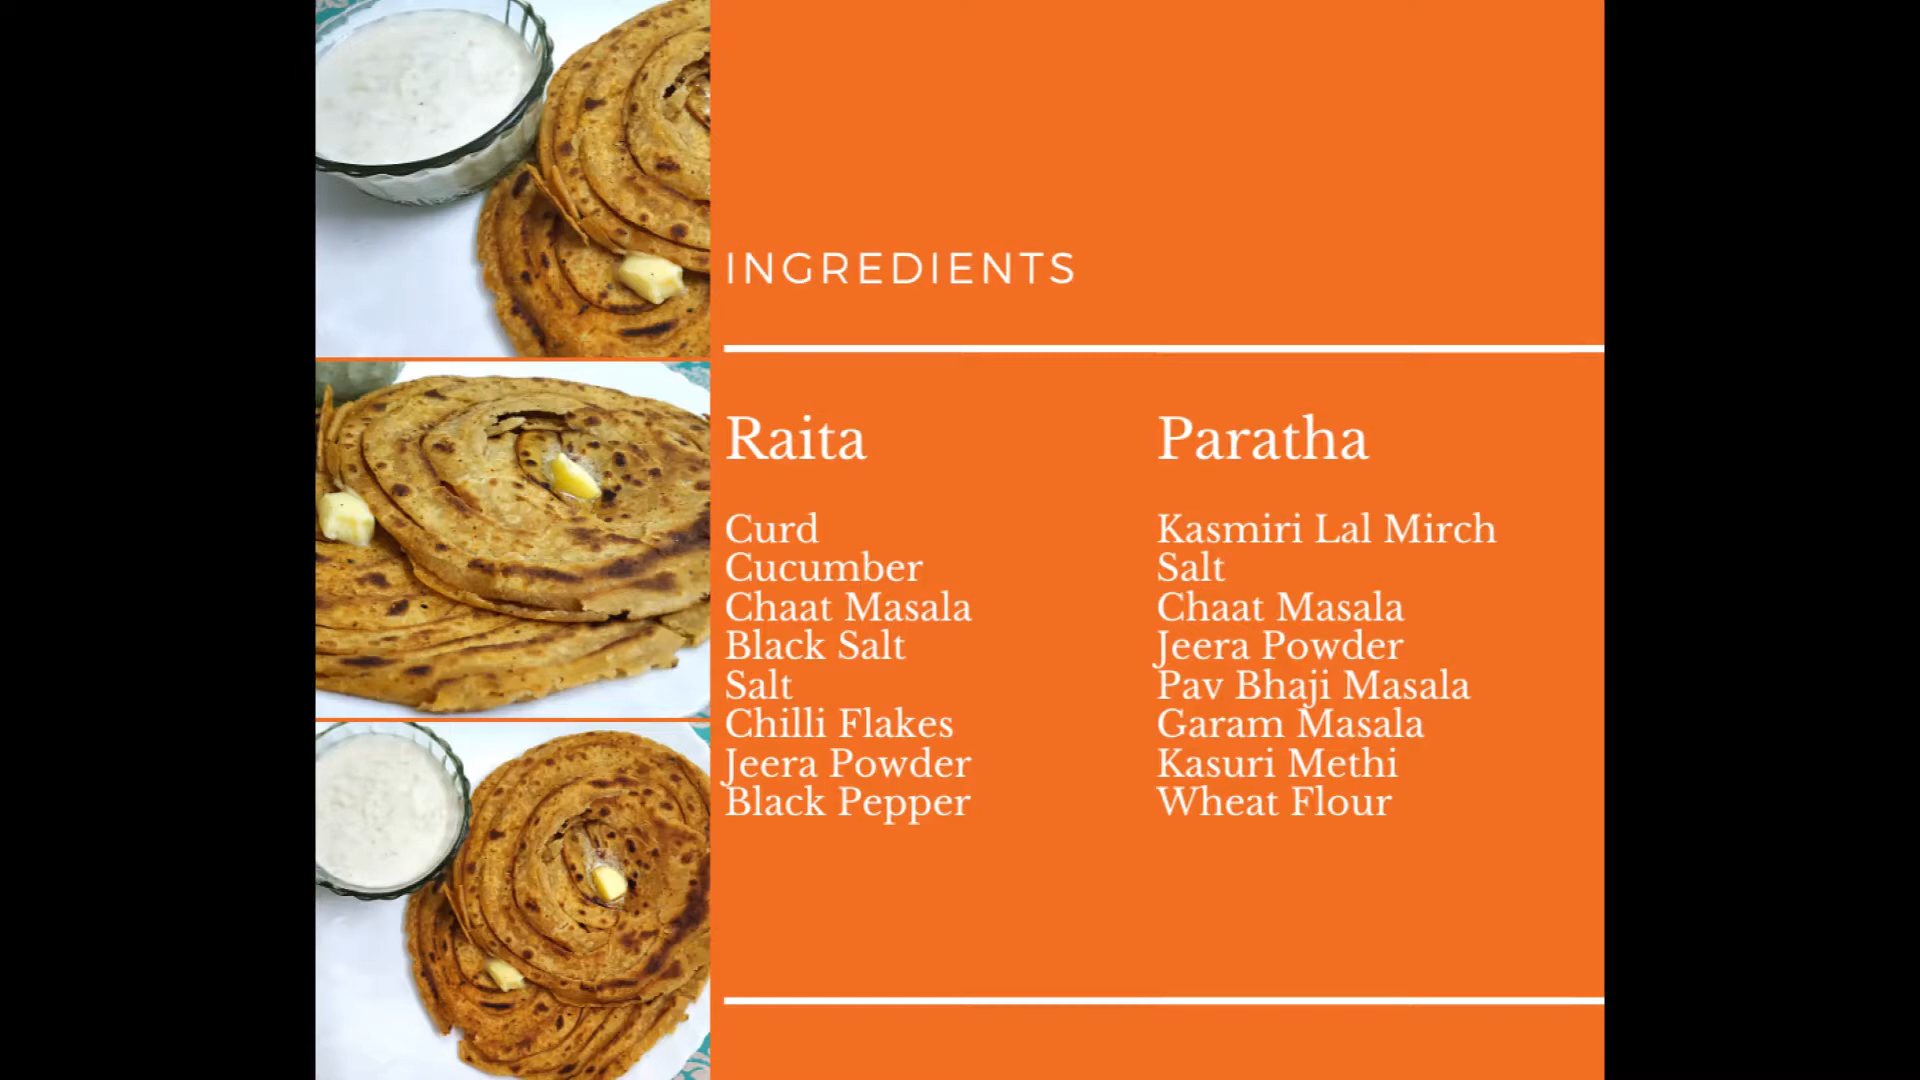 INGREDIENTS
Raita
Curd
Cucumber
Chaat Masala
Black Salt
Salt
Chilli Flakes
Jeera Powder
Black Pepper
Paratha
Kasmiri Lal Mirch
Salt
Chaat Masala
Jeera Powder
Pav Bhaji Masala
Garam Masala
Kasuri Methi
Wheat Flour